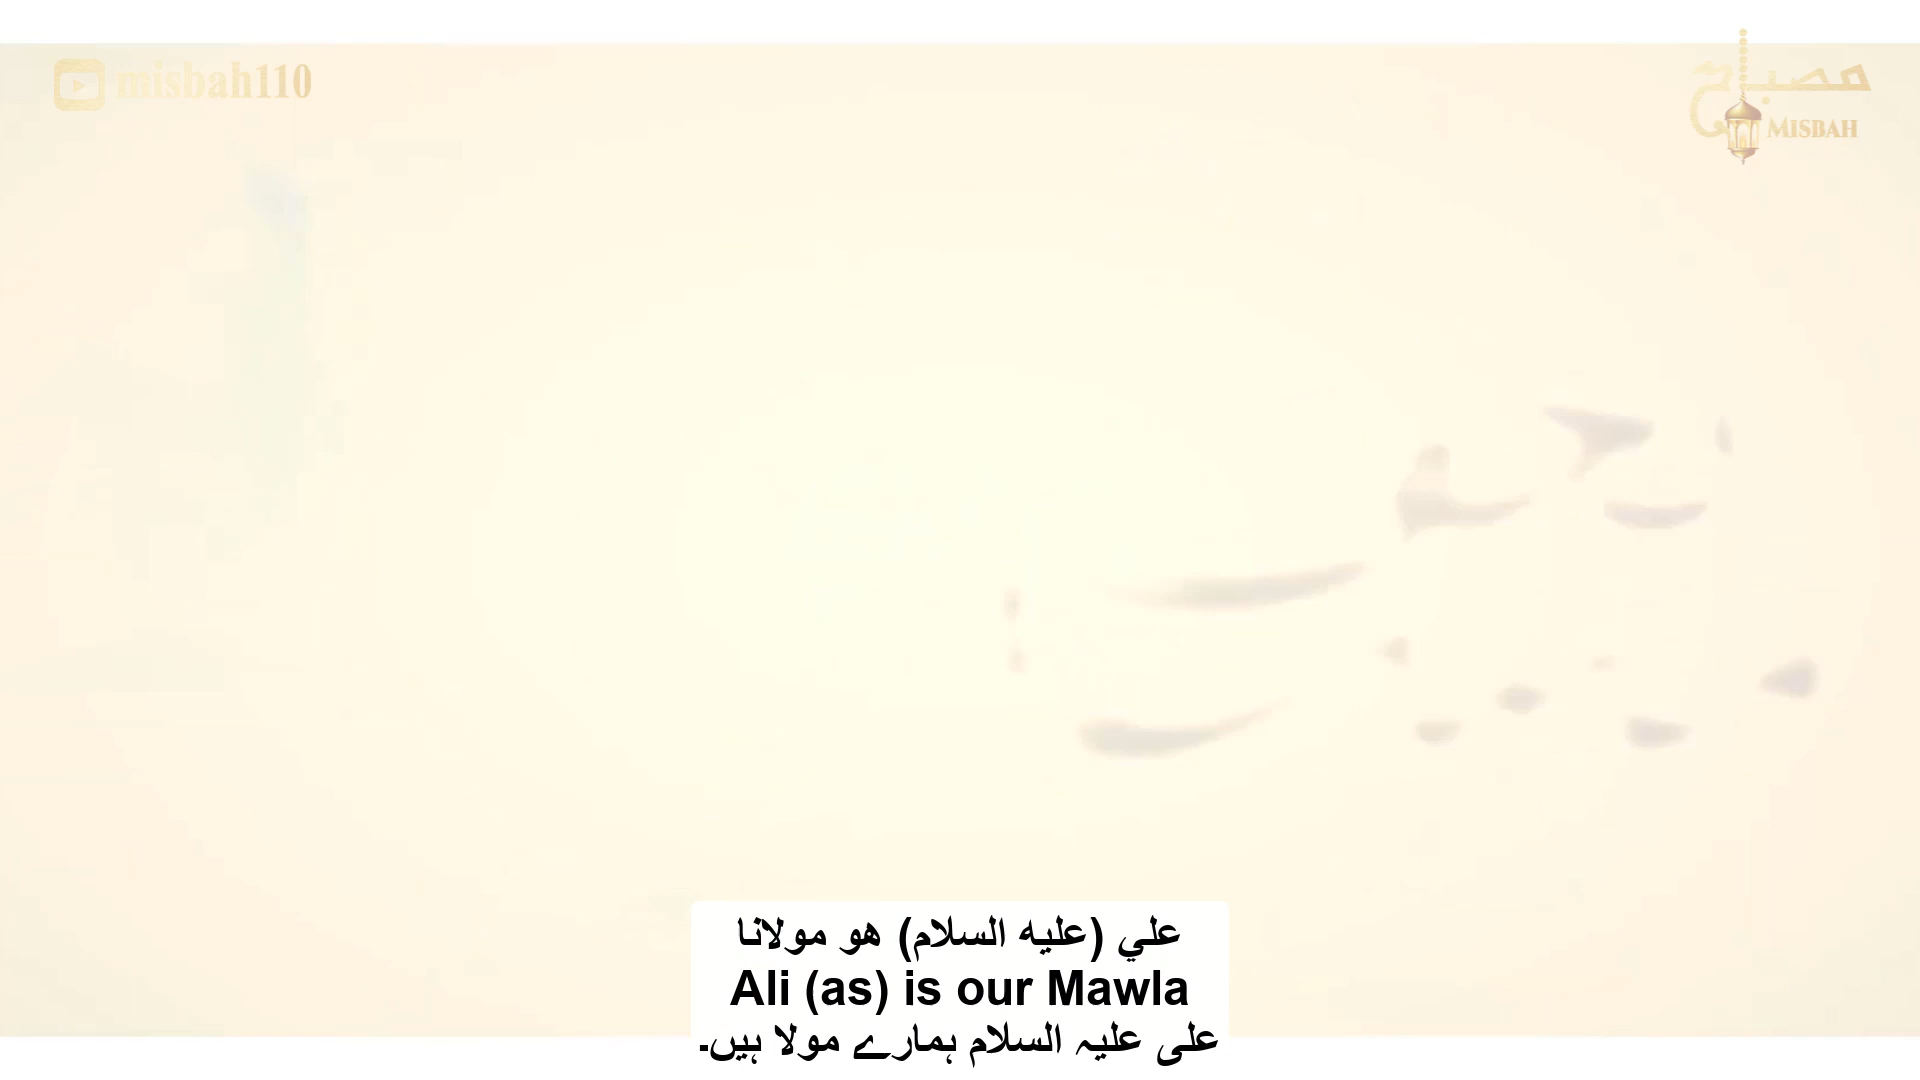 misbah110
مصباح
MISBAH
علي (عليه السلام) هو مولانا
Ali (as) is our Mawla
علی علیہ السلام ہمارے مولا ہیں۔